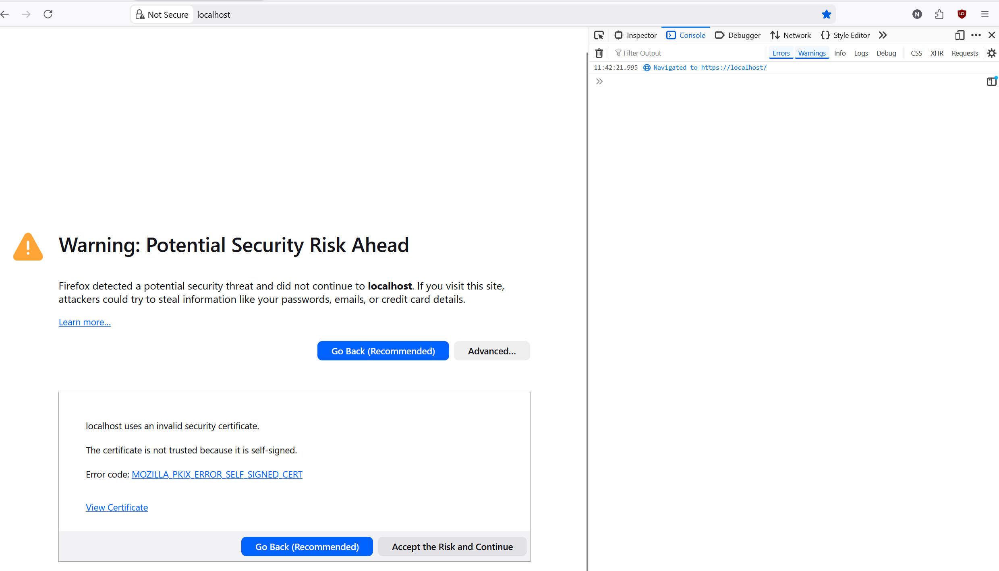 Not Secure localhost
N
Inspector Console Debugger Network Style Editor
Filter Output Errors Warnings Info Logs Debug CSS XHR Requests
11:42:21.995 Navigated to https://localhost/
Warning: Potential Security Risk Ahead
Firefox detected a potential security threat and did not continue to localhost. If you visit this site,
attackers could try to steal information like your passwords, emails, or credit card details.
Learn more…
Go Back (Recommended) Advanced…
localhost uses an invalid security certificate.
The certificate is not trusted because it is self-signed.
Error code: MOZILLA_PKIX_ERROR_SELF_SIGNED_CERT
View Certificate
Go Back (Recommended) Accept the Risk and Continue